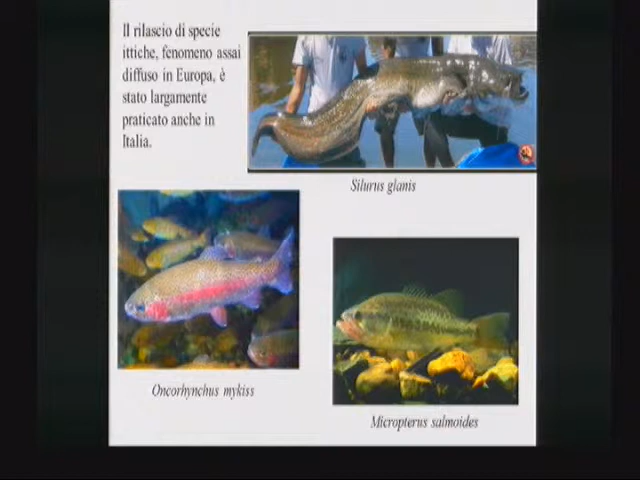 Il rilascio di specie
ittiche, fenomeno assai
diffuso in Europa, è
stato largamente
praticato anche in
Italia.
Silurus glanis
Oncorhynchus mykiss
Micropterus salmoides